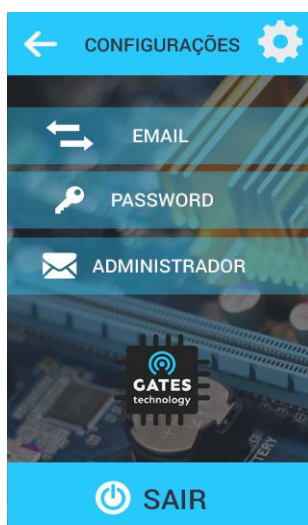 CONFIGURAÇÕES
EMAIL
PASSWORD
ADMINISTRADOR
GATES
technology
SAIR